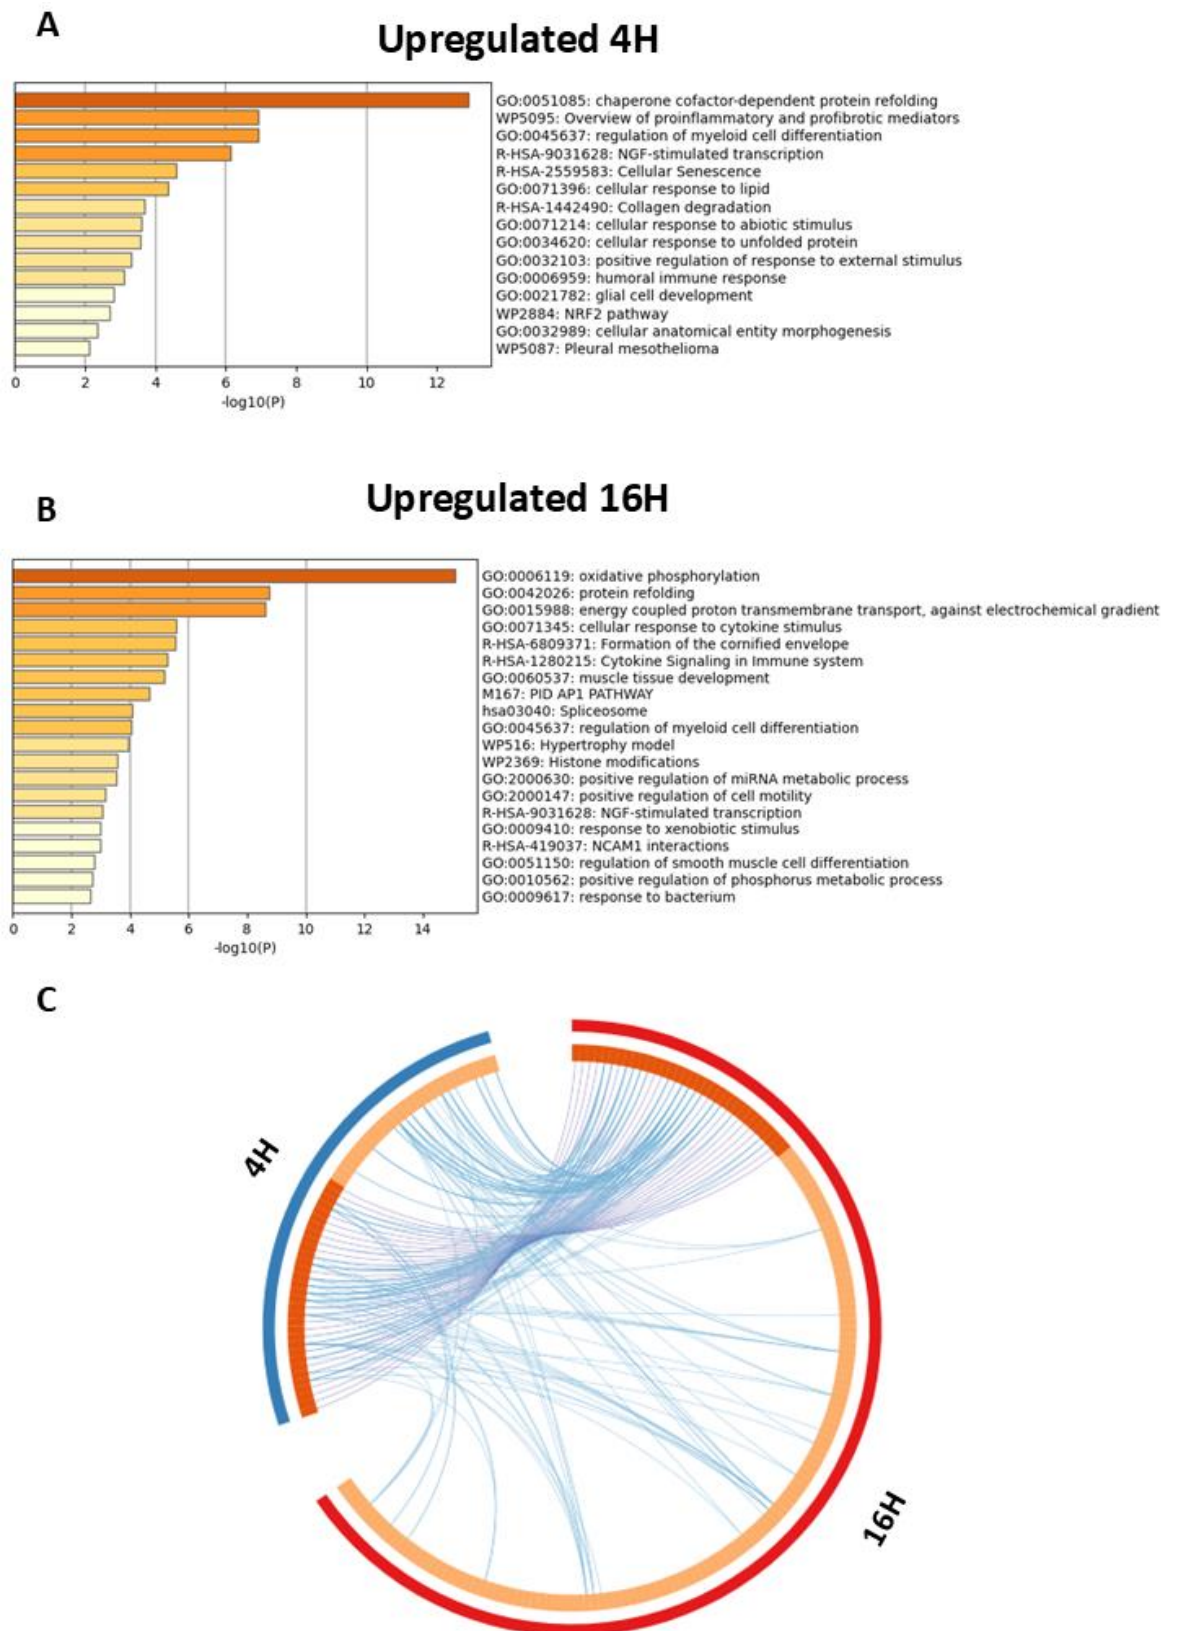 A
Upregulated 4H
GO:0051085: chaperone cofactor-dependent protein refolding
WP5095: Overview of proinflammatory and profibrotic mediators
GO:0045637: regulation of myeloid cell differentiation
R-HSA-9031628: NGF-stimulated transcription
R-HSA-2559583: Cellular Senescence
GO:0071396: cellular response to lipid
R-HSA-1442490: Collagen degradation
GO:0071214: cellular response to abiotic stimulus
GO:0034620: cellular response to unfolded protein
GO:0032103: positive regulation of response to external stimulus
GO:0006959: humoral immune response
GO:0021782: glial cell development
WP2884: NRF2 pathway
GO:0032989: cellular anatomical entity morphogenesis
WP5087: Pleural mesothelioma
0 2 4 6 8 10 12
-log10(P)
B
Upregulated 16H
GO:0006119: oxidative phosphorylation
GO:0042026: protein refolding
GO:0015988: energy coupled proton transmembrane transport, against electrochemical gradient
GO:0071345: cellular response to cytokine stimulus
R-HSA-6809371: Formation of the cornified envelope
R-HSA-1280215: Cytokine Signaling in Immune system
GO:0060537: muscle tissue development
M167: PID AP1 PATHWAY
hsa03040: Spliceosome
GO:0045637: regulation of myeloid cell differentiation
WP516: Hypertrophy model
WP2369: Histone modifications
GO:2000630: positive regulation of miRNA metabolic process
GO:2000147: positive regulation of cell motility
R-HSA-9031628: NGF-stimulated transcription
GO:0009410: response to xenobiotic stimulus
R-HSA-419037: NCAM1 interactions
GO:0051150: regulation of smooth muscle cell differentiation
GO:0010562: positive regulation of phosphorus metabolic process
GO:0009617: response to bacterium
0 2 4 6 8 10 12 14
-log10(P)
C
4H
16H